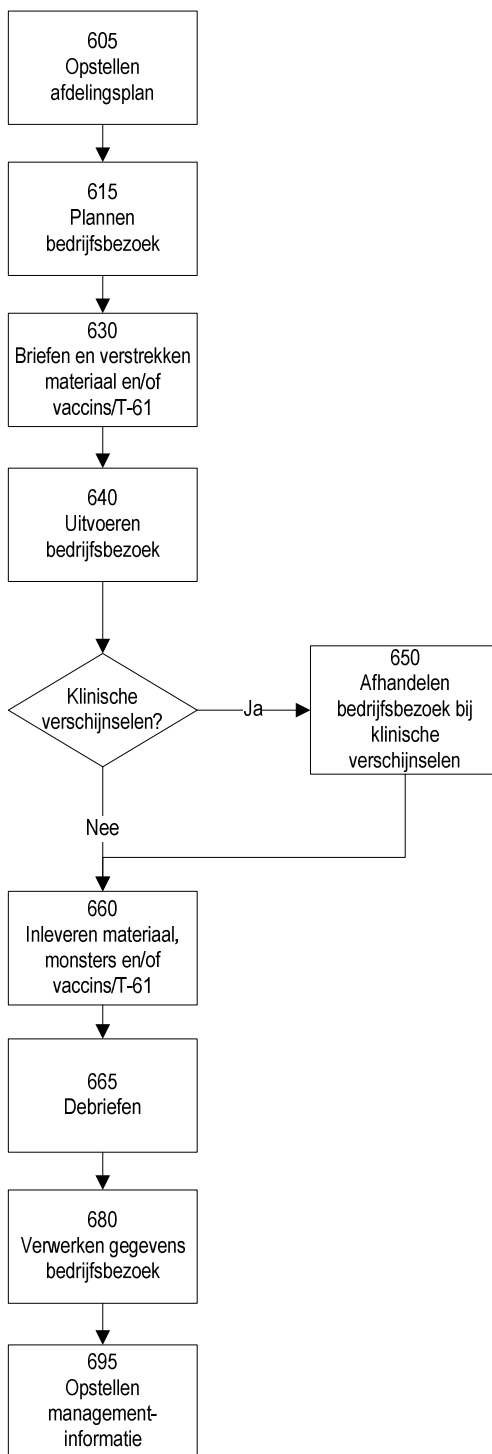 605
Opstellen
afdelingsplan
615
Plannen
bedrijfsbezoek
630
Briefen en verstrekken
materiaal en/of
vaccins/T-61
640
Uitvoeren
bedrijfsbezoek
Klinische
verschijnselen?
Ja
650
Afhandelen
bedrijfsbezoek bij
klinische
verschijnselen
Nee
660
Inleveren materiaal,
monsters en/of
vaccins/T-61
665
Debriefen
680
Verwerken gegevens
bedrijfsbezoek
695
Opstellen
management-
informatie